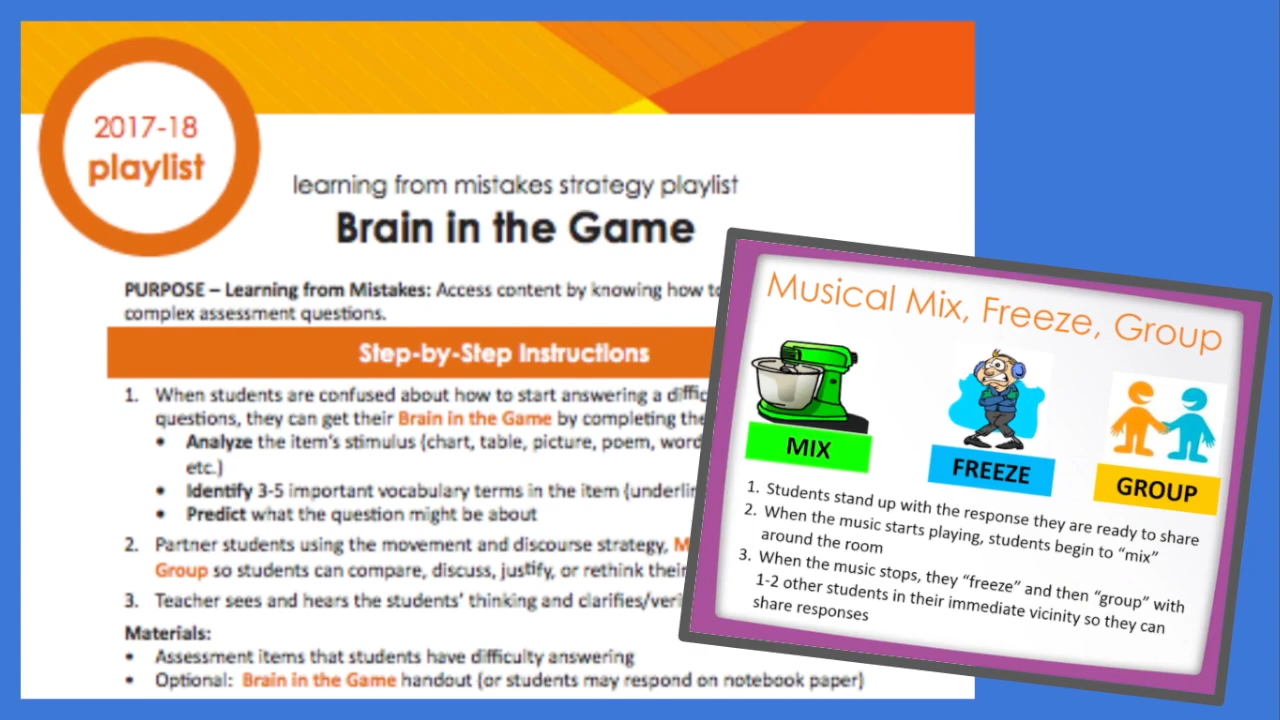 2017-18
playlist
learning from mistakes strategy playlist
Brain in the Game
PURPOSE – Learning from Mistakes: Access content by knowing how to
complex assessment questions.
Step-by-Step Instructions
1. When students are confused about how to start answering a
questions, they can get their Brain in the Game by completing the
• Analyze the item's stimulus (chart, table, picture, poem, word
etc.)
• Identify 3-5 important vocabulary terms in the item
• Predict what the question might be about
2. Partner students using the movement and discourse strategy,
Group so students can compare, discuss, justify, or rethink their
3. Teacher sees and hears the students' thinking and
Materials:
• Assessment items that students have difficulty answering
• Optional: Brain in the Game handout (or students may respond on notebook paper)
Musical Mix, Freeze, Group
MIX
FREEZE
GROUP
1. Students stand up with the response they are ready to share
2. When the music starts playing, students begin to "mix"
around the room
3. When the music stops, they "freeze" and then "group" with
1-2 other students in their immediate vicinity so they can
share responses